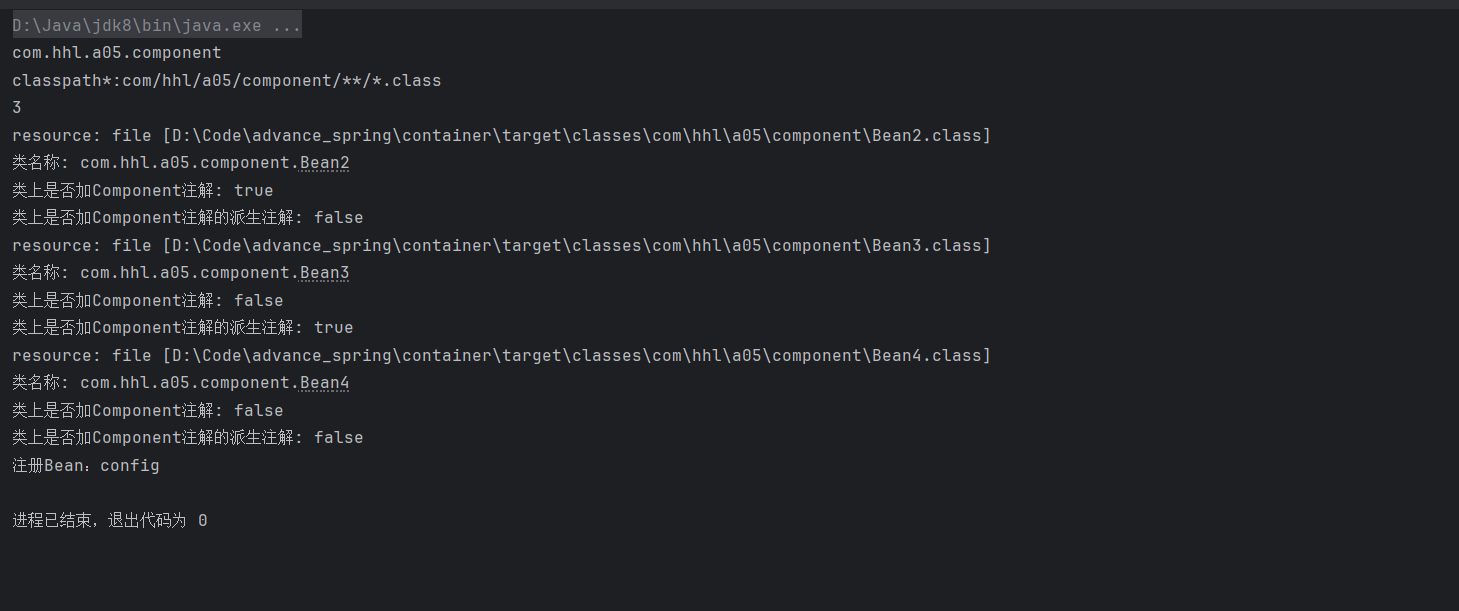 D:\Java\jdk8\bin\java.exe ...
com.hhl.a05.component
classpath*:com/hhl/a05/component/**/*.class
3
resource: file [D:\Code\advance_spring\container\target\classes\com\hhl\a05\component\Bean2.class]
类名称: com.hhl.a05.component.Bean2
类上是否加Component注解: true
类上是否加Component注解的派生注解: false
resource: file [D:\Code\advance_spring\container\target\classes\com\hhl\a05\component\Bean3.class]
类名称: com.hhl.a05.component.Bean3
类上是否加Component注解: false
类上是否加Component注解的派生注解: true
resource: file [D:\Code\advance_spring\container\target\classes\com\hhl\a05\component\Bean4.class]
类名称: com.hhl.a05.component.Bean4
类上是否加Component注解: false
类上是否加Component注解的派生注解: false
注册Bean：config
进程已结束，退出代码为 0